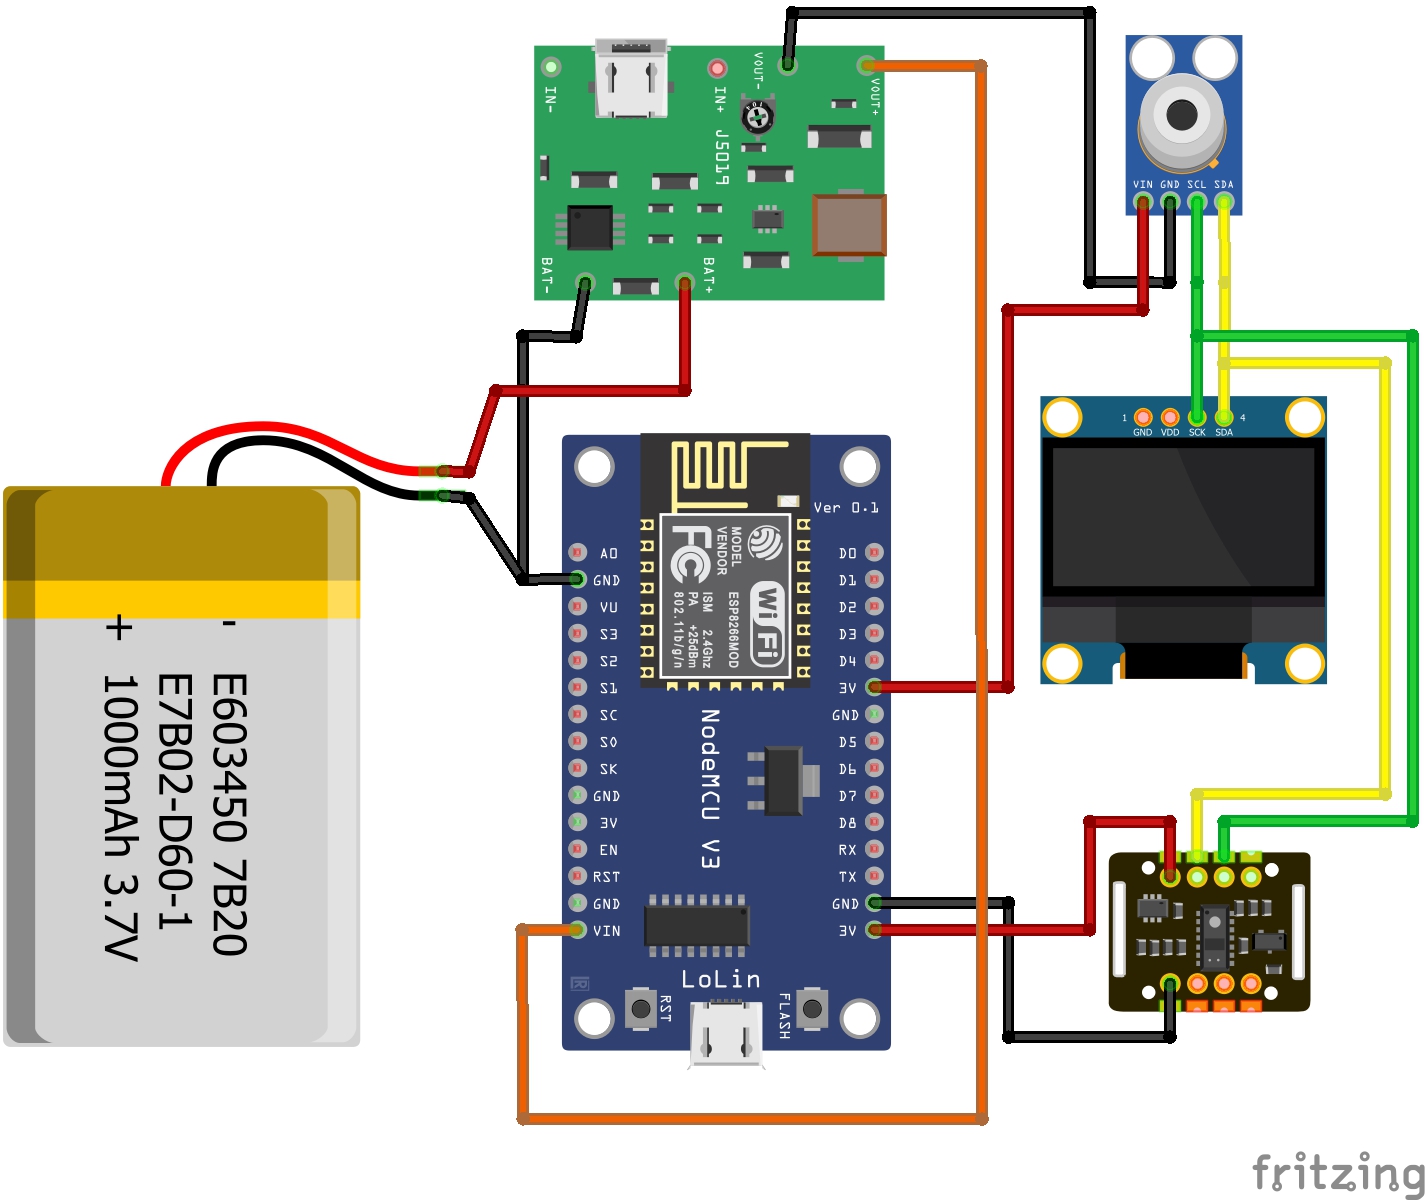 IN-
IN+
J5019
VOUT-
VOUT+
BAT-
BAT+
VIN GND SCL SDA
1
4
GND VDD SCK SDA
- E603450 7B20
E7B02-D60-1
+ 1000mAh 3.7V
Ver 0.1
MODEL
VENDOR
FC
WiFi
ESP8266MOD
ISM 2.4Ghz
PA +25dBm
802.11b/g/n
A0
GND
VU
S3
S2
S1
SC
S0
SK
GND
3V
EN
RST
GND
VIN
D0
D1
D2
D3
D4
3V
GND
D5
D6
D7
D8
RX
TX
GND
3V
NodeMCU V3
LoLin
RST
FLASH
fritzing